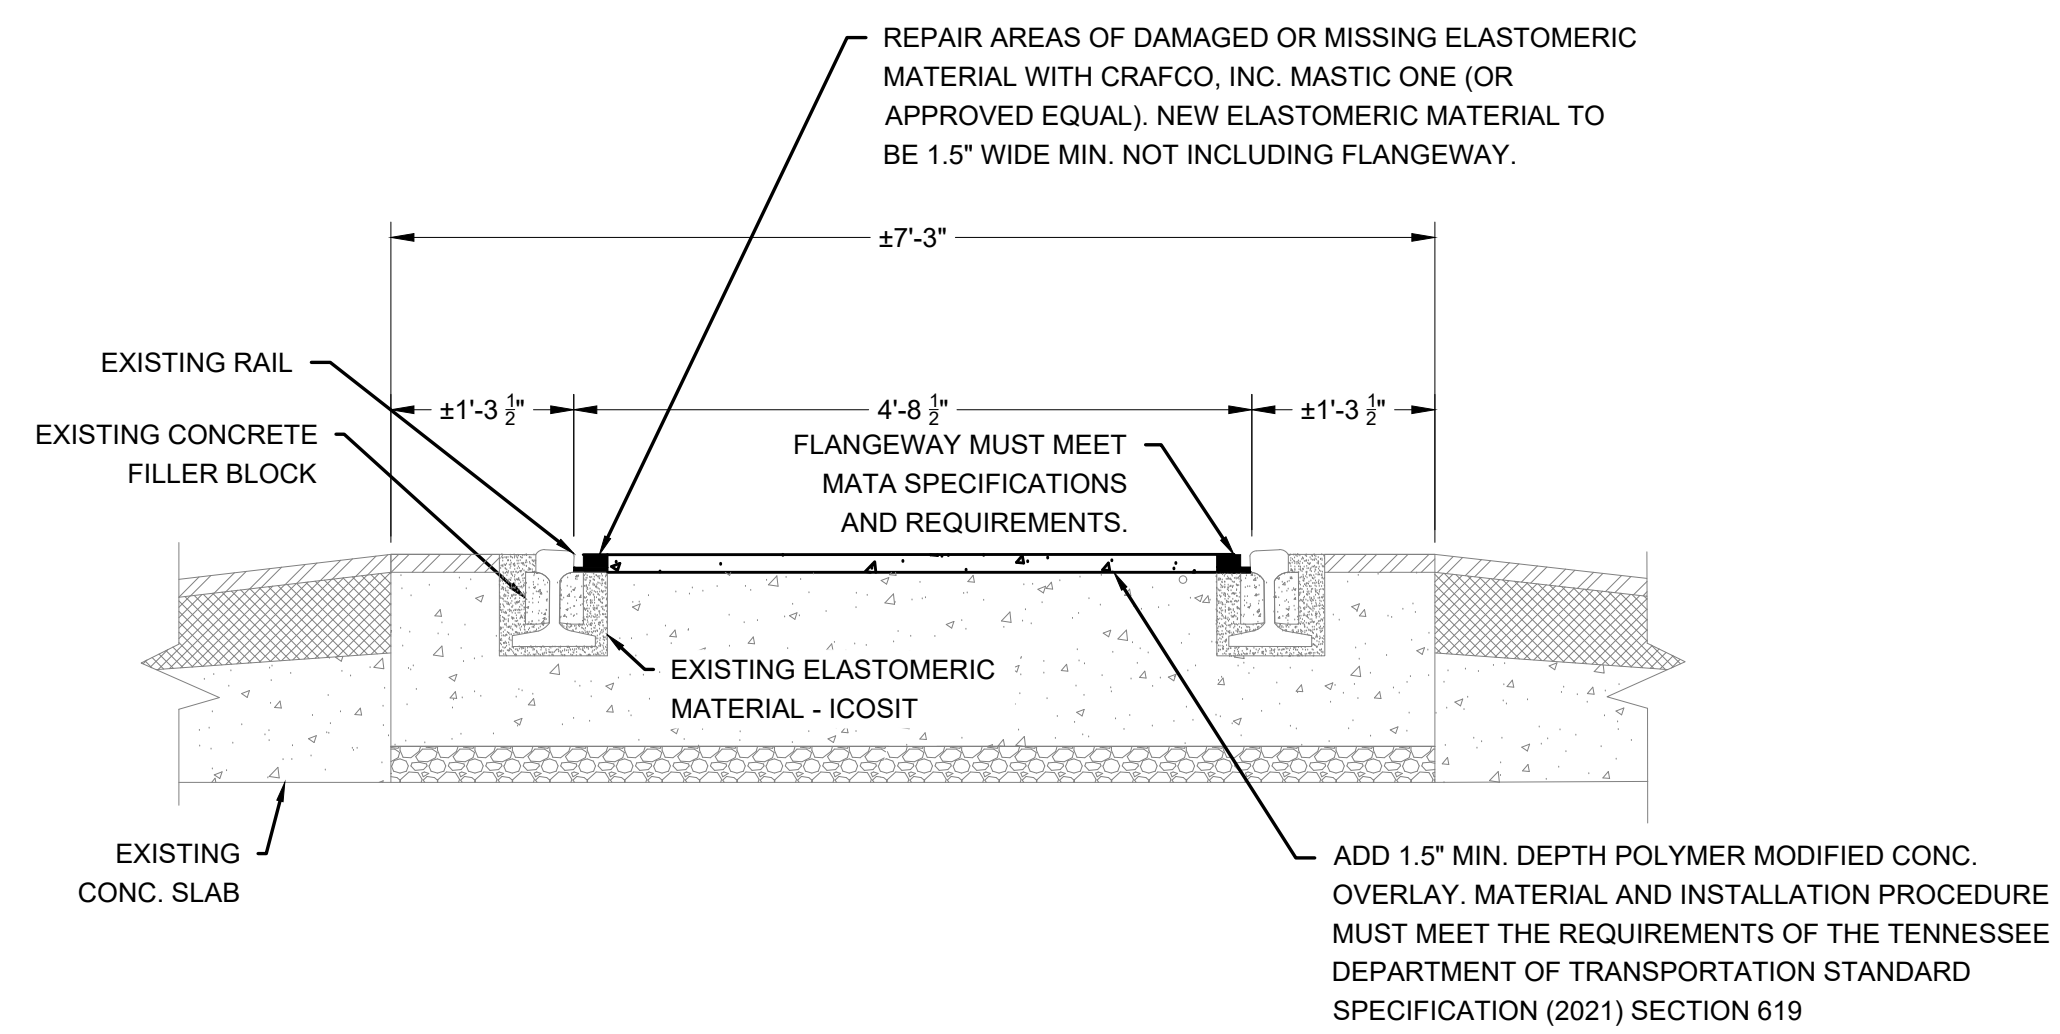 REPAIR AREAS OF DAMAGED OR MISSING ELASTOMERIC
MATERIAL WITH CRAFCO, INC. MASTIC ONE (OR
APPROVED EQUAL). NEW ELASTOMERIC MATERIAL TO
BE 1.5" WIDE MIN. NOT INCLUDING FLANGEWAY.
±7'-3"
EXISTING RAIL
±1'-3 1/2"
4'-8 1/2"
±1'-3 1/2"
EXISTING CONCRETE
FILLER BLOCK
FLANGEWAY MUST MEET
MATA SPECIFICATIONS
AND REQUIREMENTS.
EXISTING ELASTOMERIC
MATERIAL - ICOSIT
EXISTING
CONC. SLAB
ADD 1.5" MIN. DEPTH POLYMER MODIFIED CONC.
OVERLAY. MATERIAL AND INSTALLATION PROCEDURE
MUST MEET THE REQUIREMENTS OF THE TENNESSEE
DEPARTMENT OF TRANSPORTATION STANDARD
SPECIFICATION (2021) SECTION 619